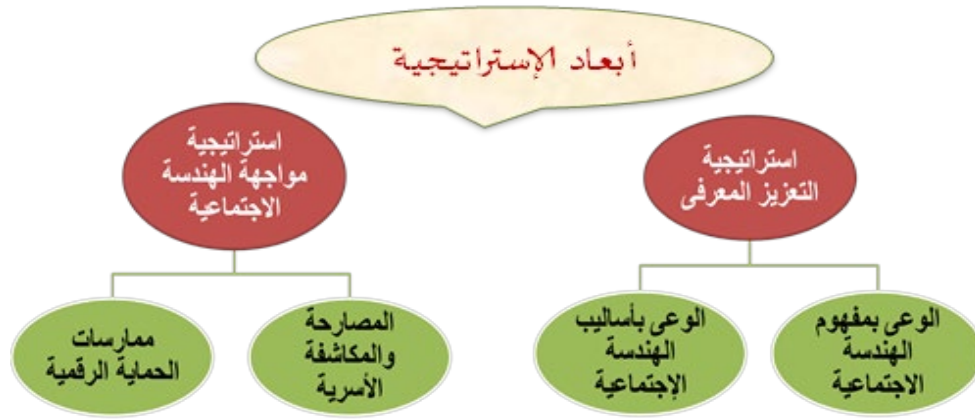 أبعاد الإستراتيجية
استراتيجية
التعزيز المعرفى
استراتيجية
مواجهة الهندسة
الاجتماعية
الوعى بمفهوم
الهندسة
الاجتماعية
الوعى بأساليب
الهندسة
الإجتماعية
المصارحة
والمكاشفة
الأسرية
ممارسات
الحماية الرقمية